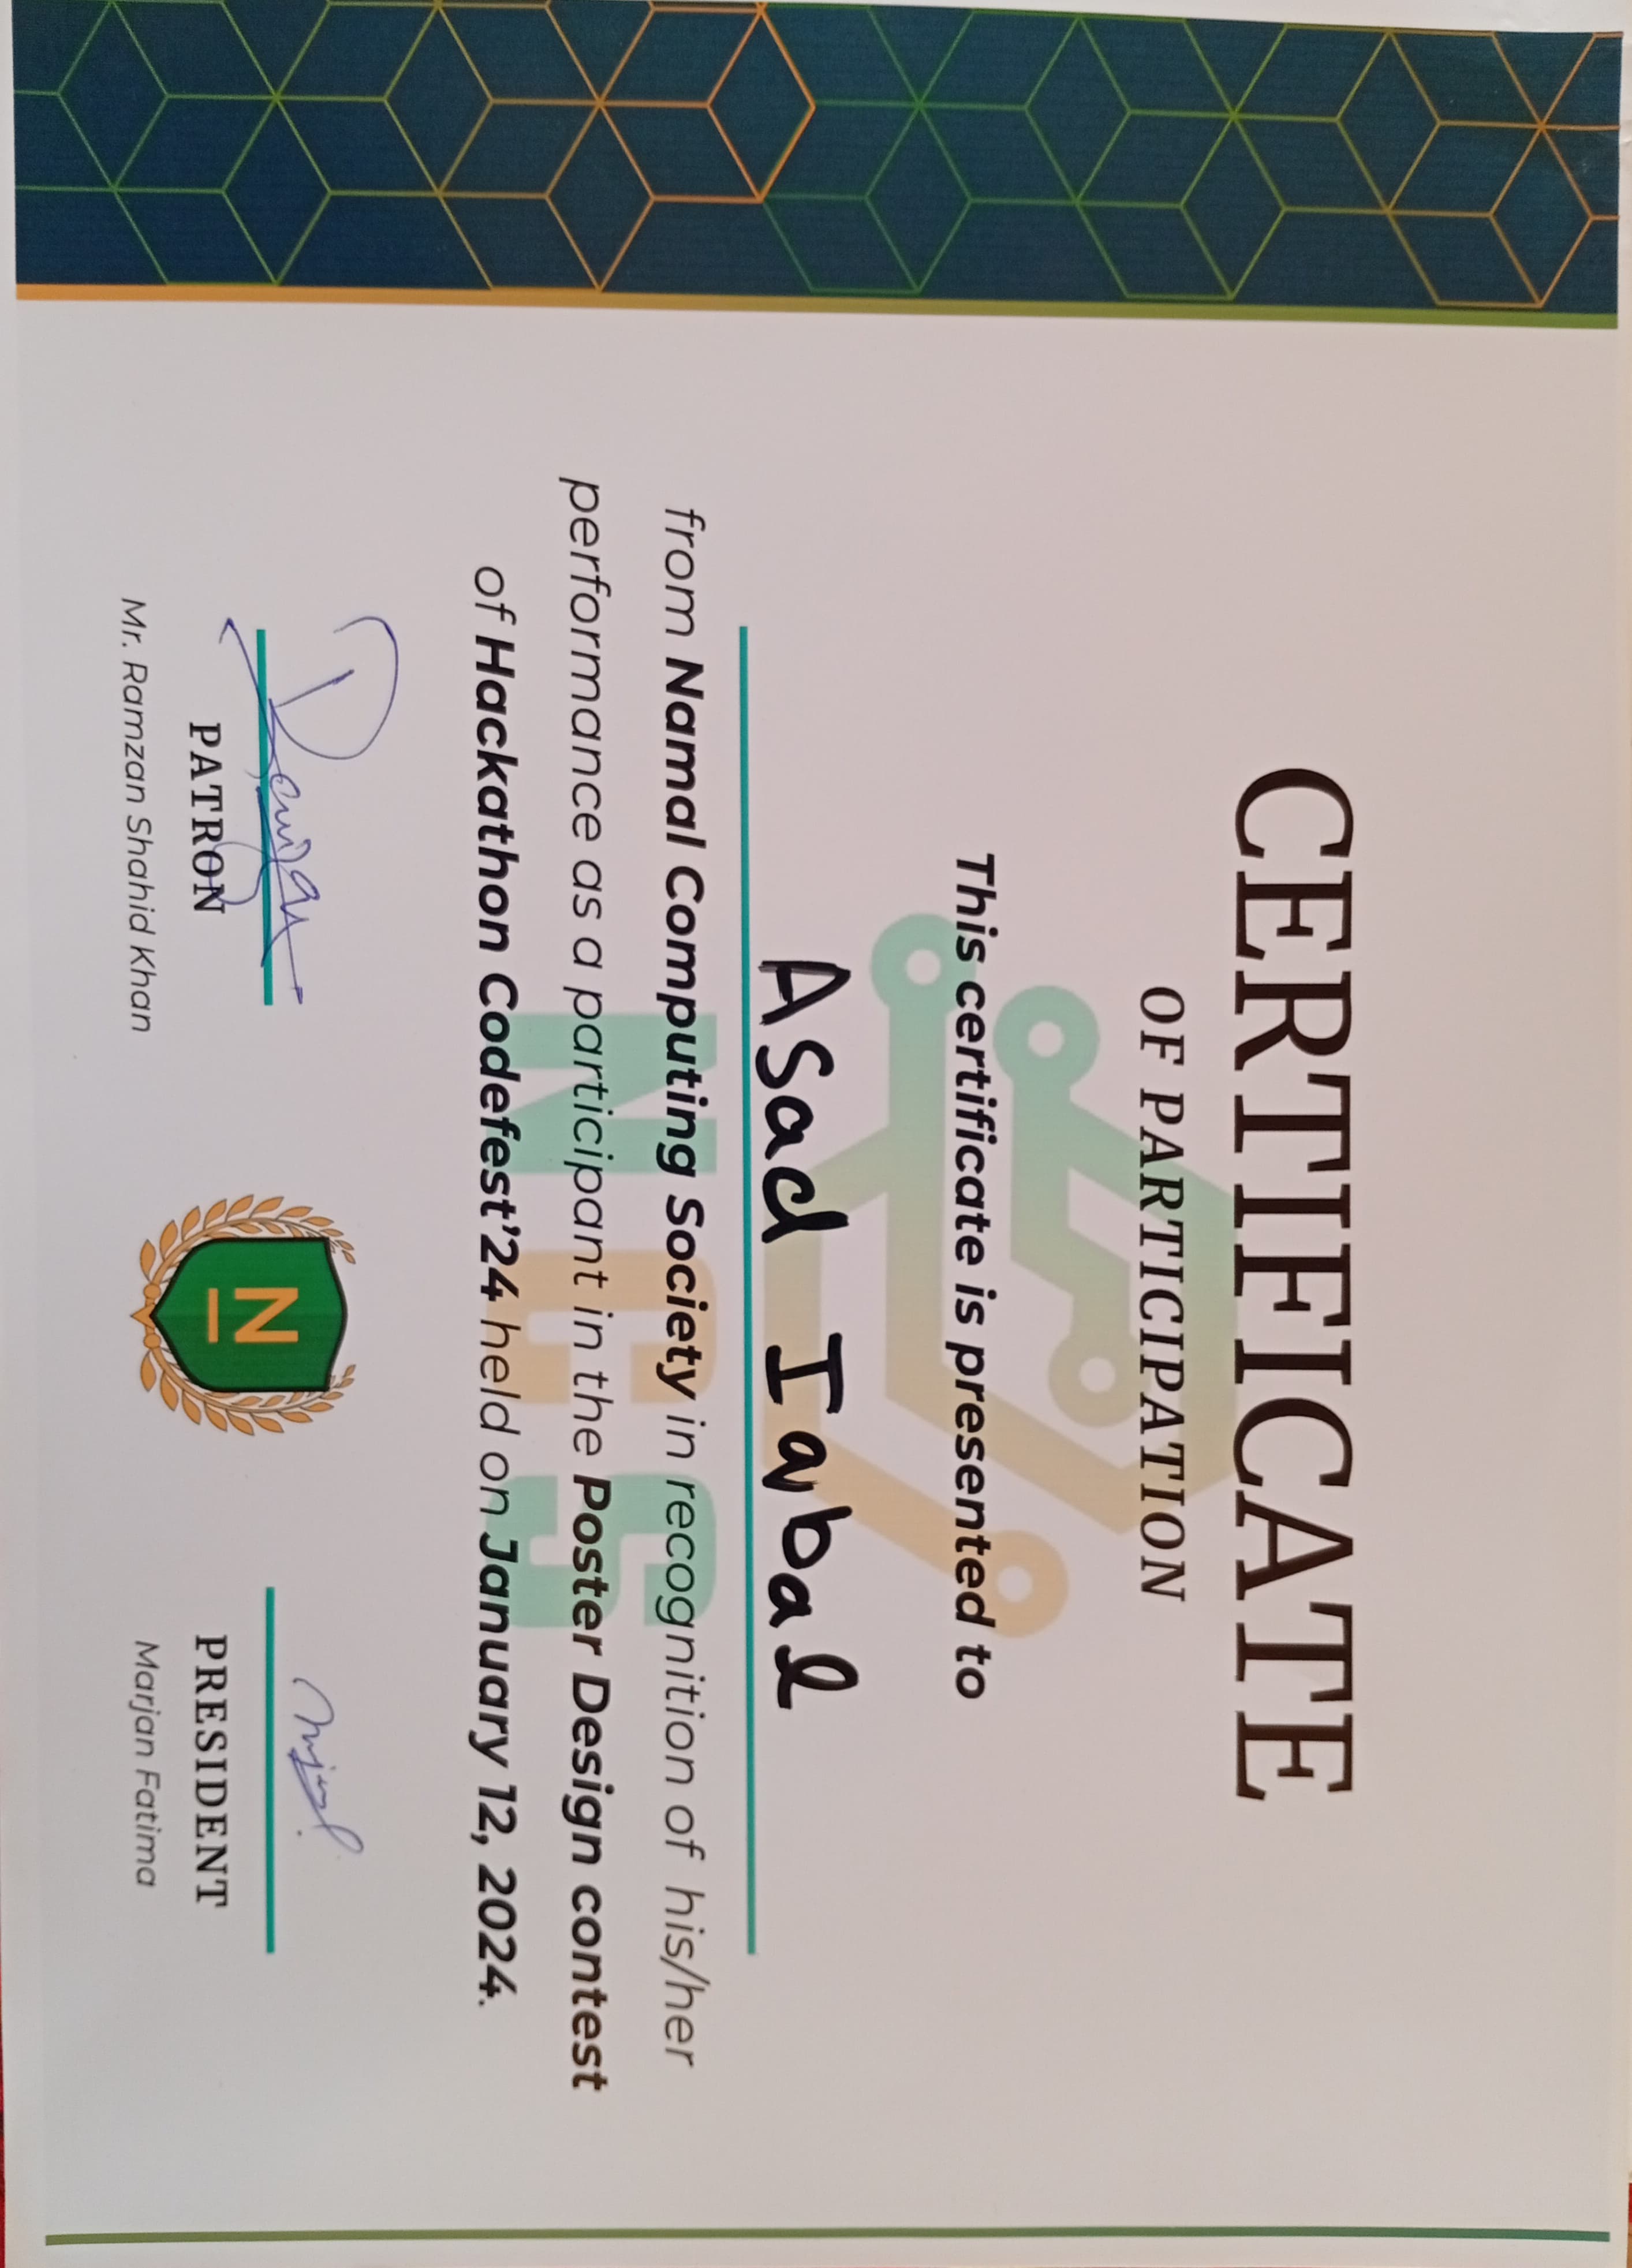 CERTIFICATE
OF PARTICIPATION
This certificate is presented to
Asad Iqbal
from Namal Computing Society in recognition of his/her
performance as a participant in the Poster Design contest
of Hackathon Codefest’24 held on January 12, 2024.
NCS
N
PATRON
Mr. Ramzan Shahid Khan
PRESIDENT
Marjan Fatima